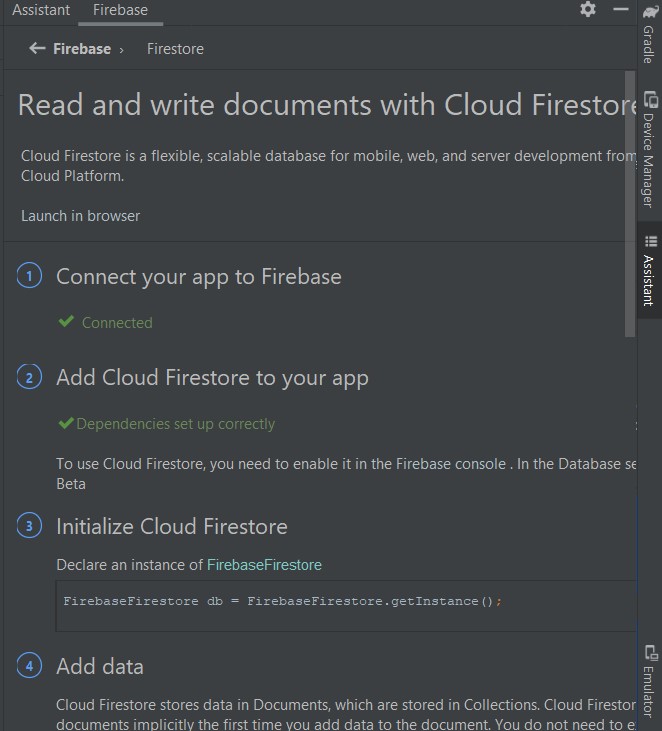 Assistant Firebase
Gradle
Firebase › Firestore
Device Manager
Read and write documents with Cloud Firestore
Cloud Firestore is a flexible, scalable database for mobile, web, and server development from
Cloud Platform.
Launch in browser
Assistant
1 Connect your app to Firebase
Connected
2 Add Cloud Firestore to your app
Dependencies set up correctly
To use Cloud Firestore, you need to enable it in the Firebase console . In the Database se
Beta
3 Initialize Cloud Firestore
Declare an instance of FirebaseFirestore
FirebaseFirestore db = FirebaseFirestore.getInstance();
4 Add data
Emulator
Cloud Firestore stores data in Documents, which are stored in Collections. Cloud Firestor
documents implicitly the first time you add data to the document. You do not need to e